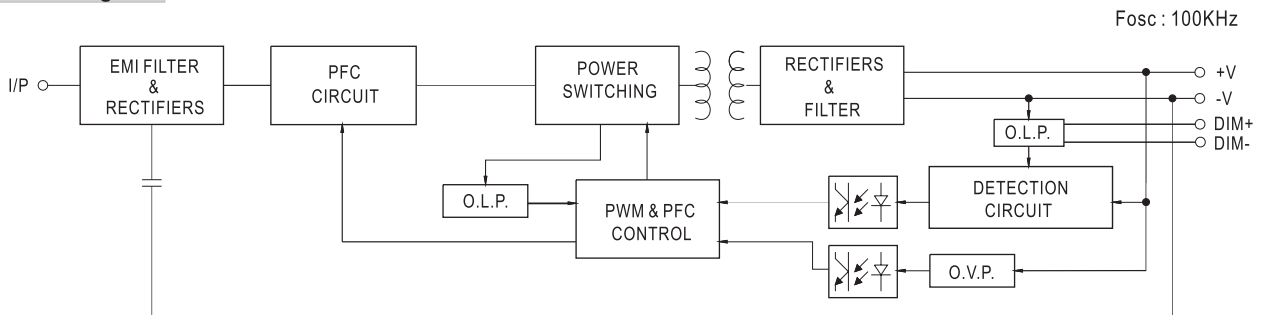 Fosc : 100KHz
I/P
EMI FILTER
&
RECTIFIERS
PFC
CIRCUIT
POWER
SWITCHING
RECTIFIERS
&
FILTER
+V
-V
DIM+
DIM-
O.L.P.
O.L.P.
PWM & PFC
CONTROL
DETECTION
CIRCUIT
O.V.P.